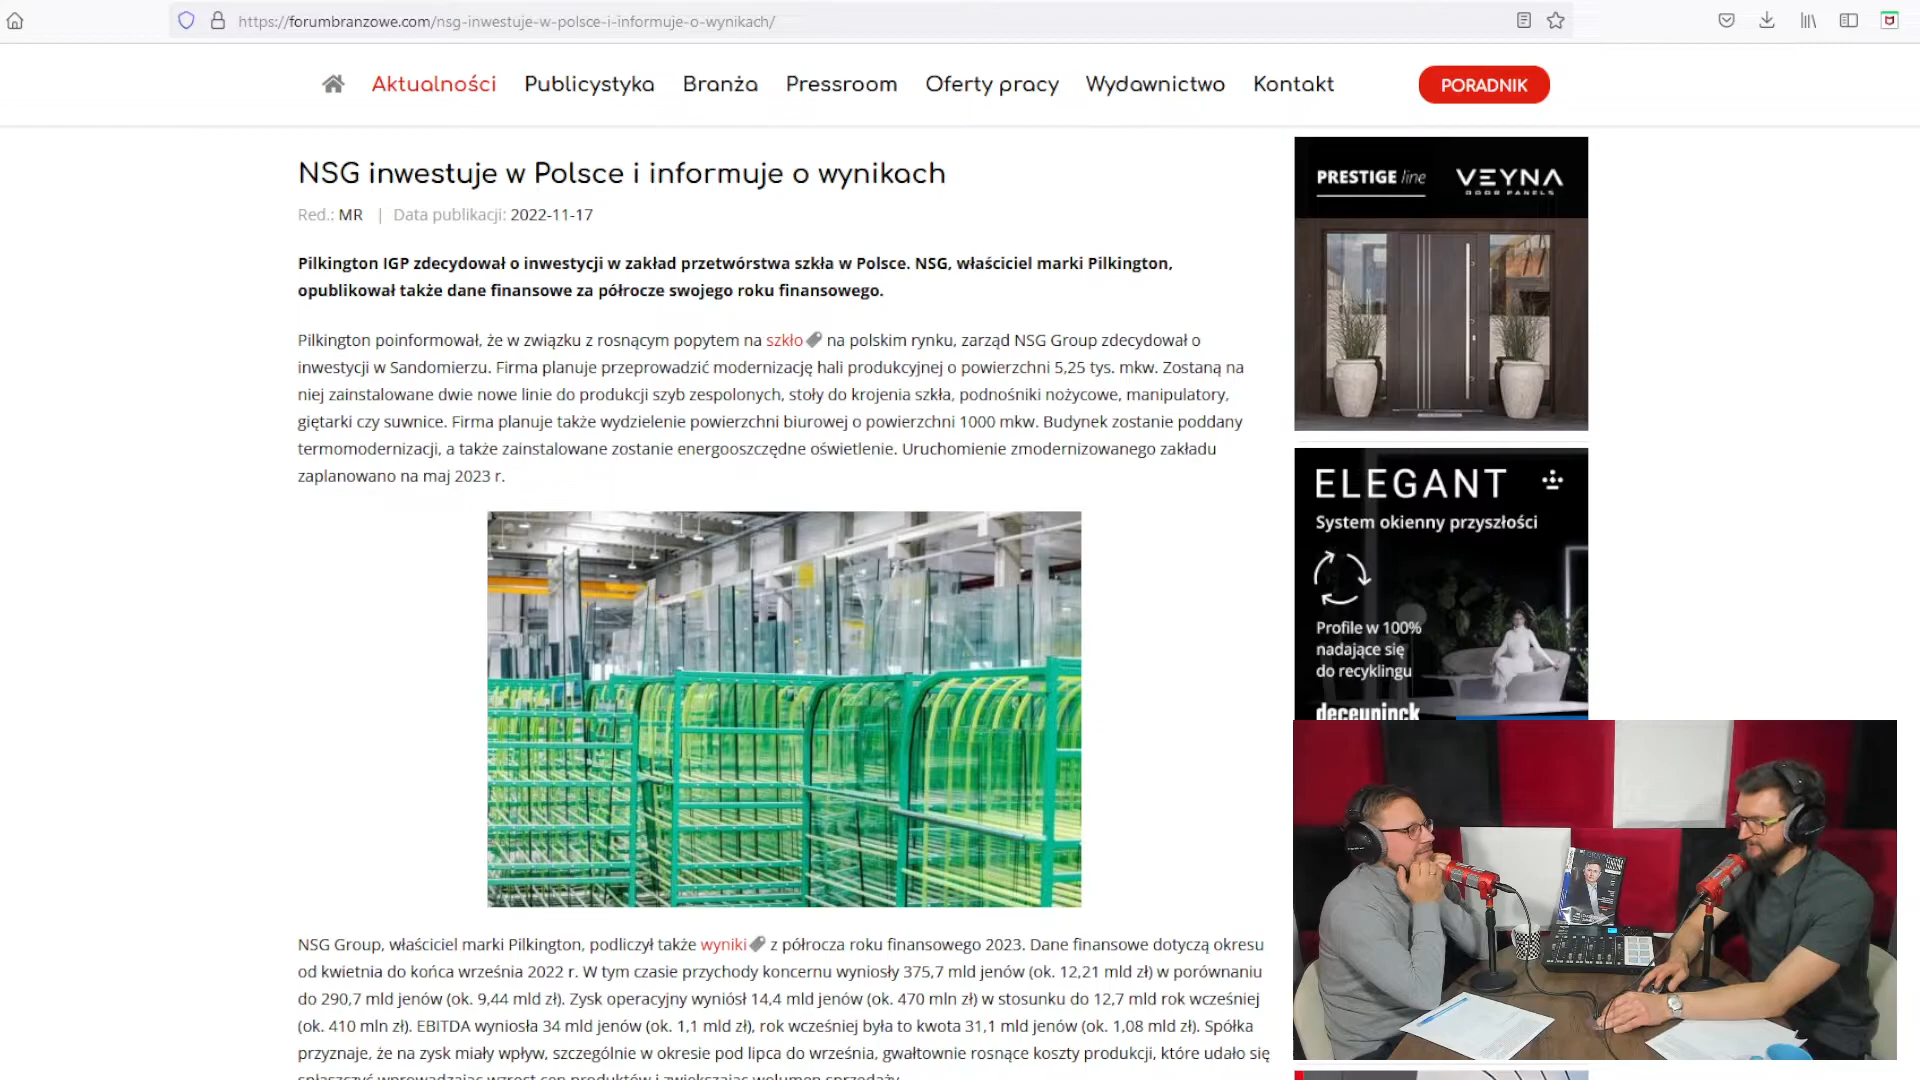 https://forumbranzowe.com/nsg-inwestuje-w-polsce-i-informuje-o-wynikach/
Aktualności Publicystyka Branża Pressroom Oferty pracy Wydawnictwo Kontakt PORADNIK
NSG inwestuje w Polsce i informuje o wynikach
Red.: MR | Data publikacji: 2022-11-17
Pilkington IGP zdecydował o inwestycji w zakład przetwórstwa szkła w Polsce. NSG, właściciel marki Pilkington,
opublikował także dane finansowe za półrocze swojego roku finansowego.
Pilkington poinformował, że w związku z rosnącym popytem na szkło na polskim rynku, zarząd NSG Group zdecydował o
inwestycji w Sandomierzu. Firma planuje przeprowadzić modernizację hali produkcyjnej o powierzchni 5,25 tys. mkw. Zostaną na
niej zainstalowane dwie nowe linie do produkcji szyb zespolonych, stoły do krojenia szkła, podnośniki nożycowe, manipulatory,
giętarki czy suwnice. Firma planuje także wydzielenie powierzchni biurowej o powierzchni 1000 mkw. Budynek zostanie poddany
termomodernizacji, a także zainstalowane zostanie energooszczędne oświetlenie. Uruchomienie zmodernizowanego zakładu
zaplanowano na maj 2023 r.
NSG Group, właściciel marki Pilkington, podliczył także wyniki z półrocza roku finansowego 2023. Dane finansowe dotyczą okresu
od kwietnia do końca września 2022 r. W tym czasie przychody koncernu wyniosły 375,7 mld jenów (ok. 12,21 mld zł) w porównaniu
do 290,7 mld jenów (ok. 9,44 mld zł). Zysk operacyjny wyniósł 14,4 mld jenów (ok. 470 mln zł) w stosunku do 12,7 mld rok wcześniej
(ok. 410 mln zł). EBITDA wyniosła 34 mld jenów (ok. 1,1 mld zł), rok wcześniej była to kwota 31,1 mld jenów (ok. 1,08 mld zł). Spółka
przyznaje, że na zysk miały wpływ, szczególnie w okresie pod lipca do września, gwałtownie rosnące koszty produkcji, które udało się
spłaszczyć wprowadzając wzrost cen produktów i zwiększając wolumen sprzedaży.
PRESTIGE line VEYNA
DOOR PANELS
ELEGANT
System okienny przyszłości
Profile w 100%
nadające się
do recyklingu
deceuninck